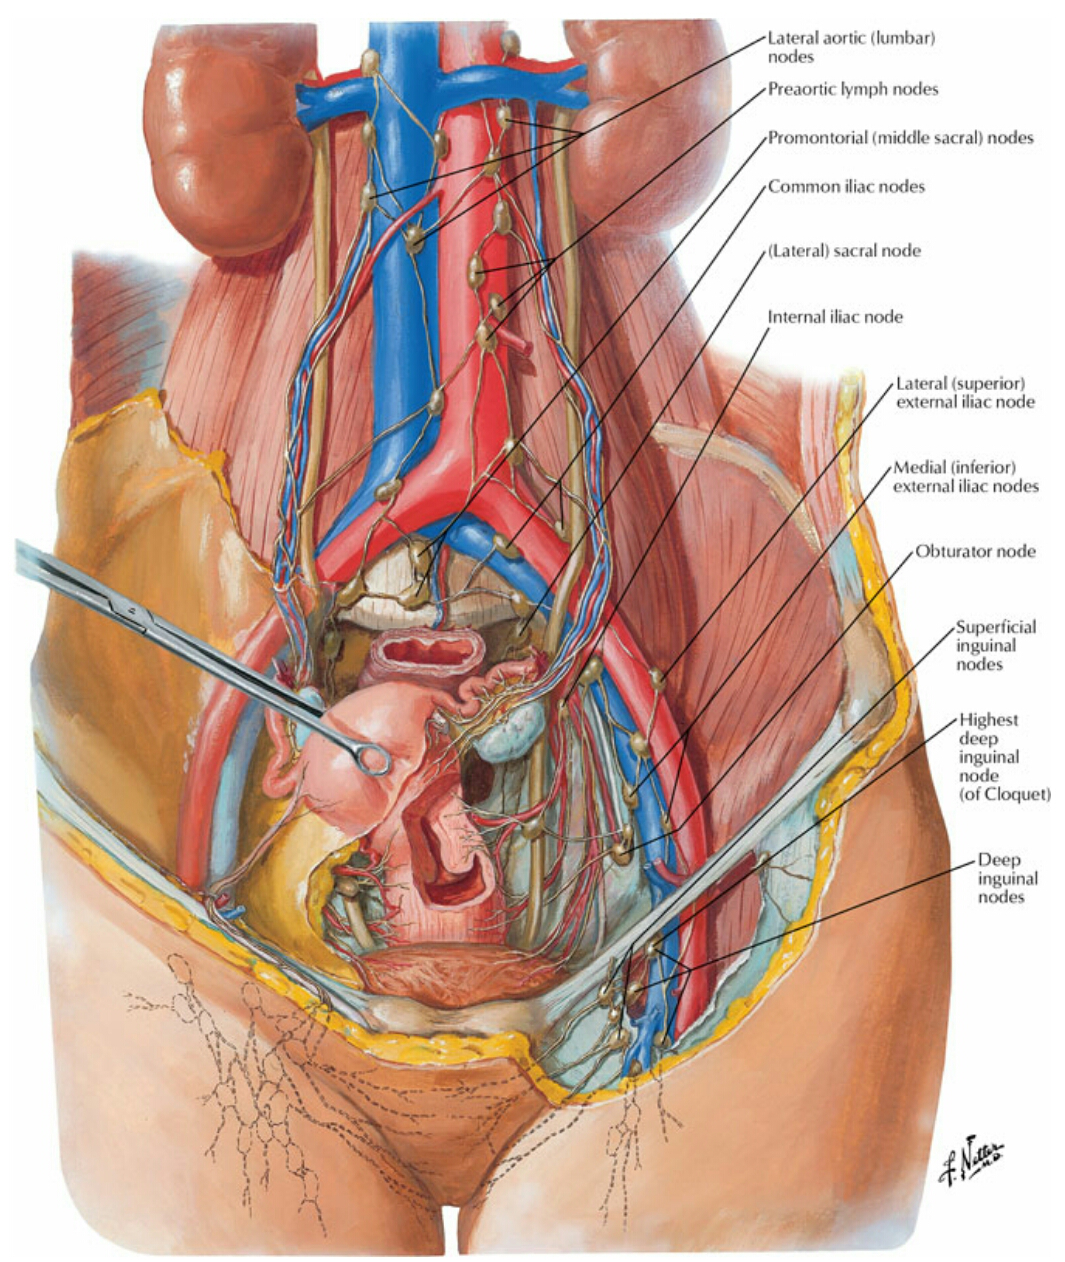 Lateral aortic (lumbar)
nodes
Preaortic lymph nodes
Promontorial (middle sacral) nodes
Common iliac nodes
(Lateral) sacral node
Internal iliac node
Lateral (superior)
external iliac node
Medial (inferior)
external iliac nodes
Obturator node
Superficial
inguinal
nodes
Highest
deep
inguinal
node
(of Cloquet)
Deep
inguinal
nodes
F. Netter
M.D.